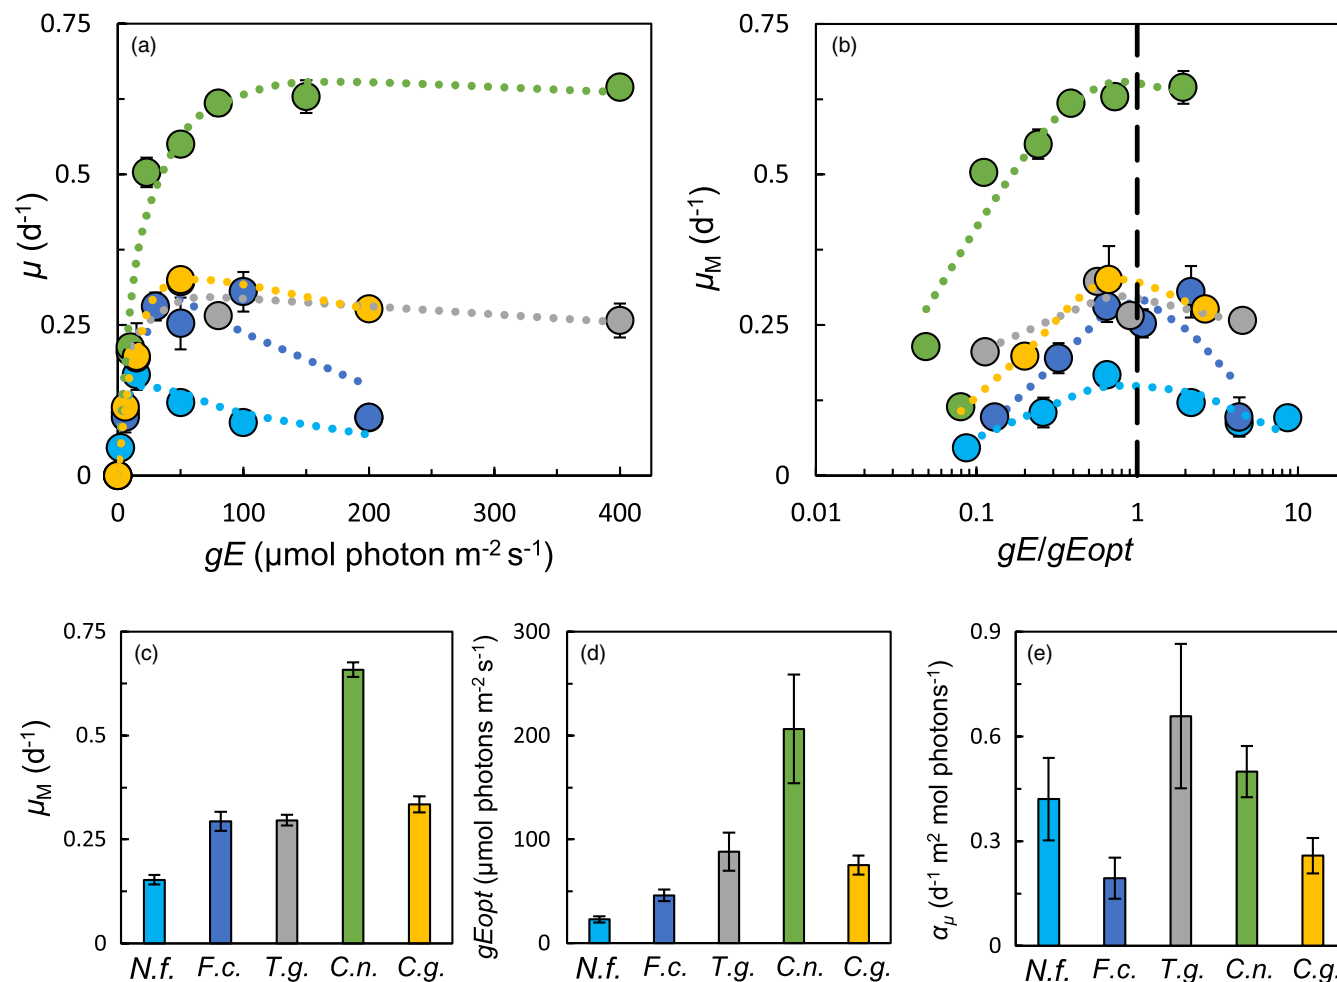 (a)
0.75
0.5
0.25
0
μ (d-1)
0 100 200 300 400
gE (μmol photon m-2 s-1)
(b)
0.75
0.5
0.25
0
μM (d-1)
0.01 0.1 1 10
gE/gEopt
(c)
0.75
0.5
0.25
0
μM (d-1)
N.f. F.c. T.g. C.n. C.g.
(d)
300
200
100
0
gEopt (μmol photons m-2 s-1)
N.f. F.c. T.g. C.n. C.g.
(e)
0.9
0.6
0.3
0
αμ (d-1 m2 mol photons-1)
N.f. F.c. T.g. C.n. C.g.